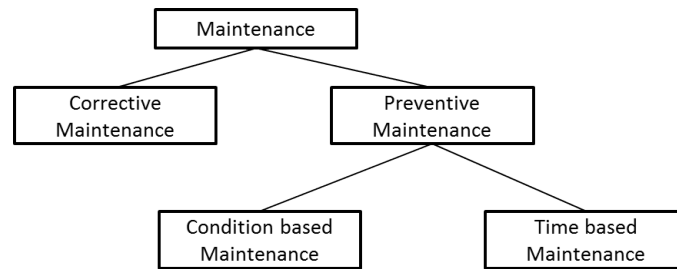 Maintenance
Corrective
Maintenance
Preventive
Maintenance
Condition based
Maintenance
Time based
Maintenance